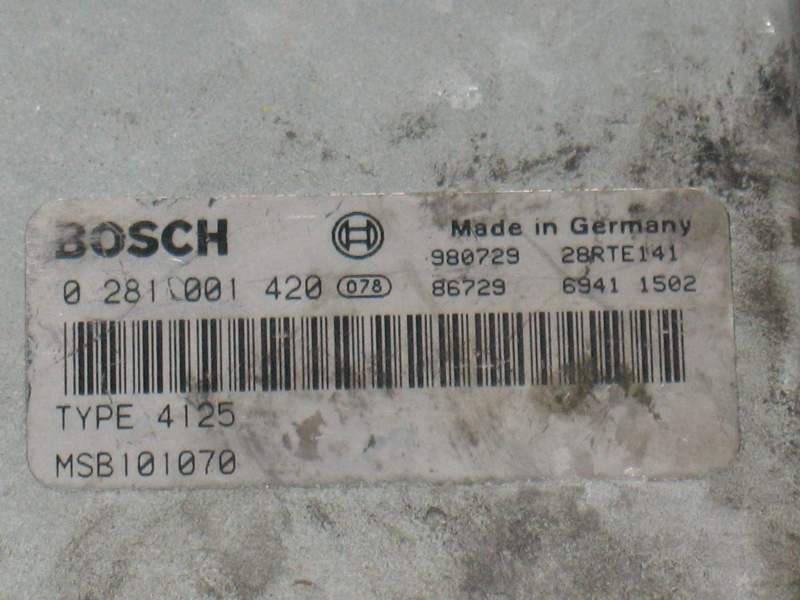 BOSCH Made in Germany
980729 28RTE141
0 281 001 420 078 86729 6941 1502
TYPE 4125
MSB101070